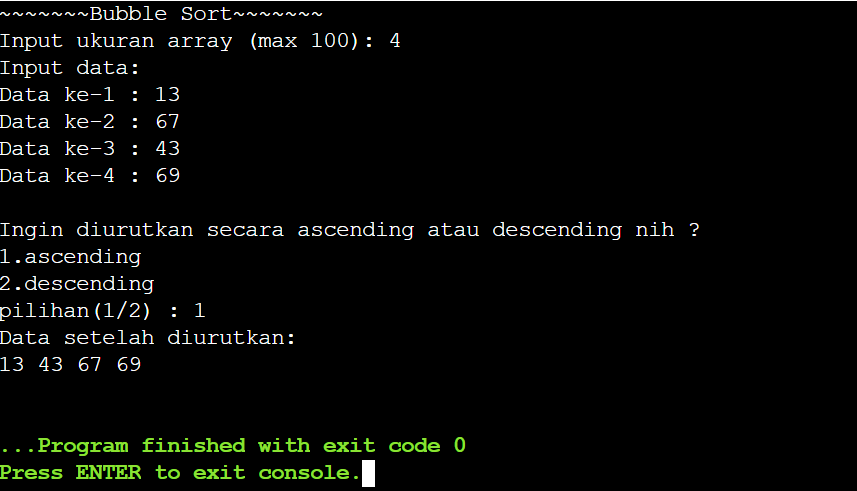 ~~~~~~~Bubble Sort~~~~~~~
Input ukuran array (max 100): 4
Input data:
Data ke-1 : 13
Data ke-2 : 67
Data ke-3 : 43
Data ke-4 : 69
Ingin diurutkan secara ascending atau descending nih ?
1.ascending
2.descending
pilihan(1/2) : 1
Data setelah diurutkan:
13 43 67 69
...Program finished with exit code 0
Press ENTER to exit console.